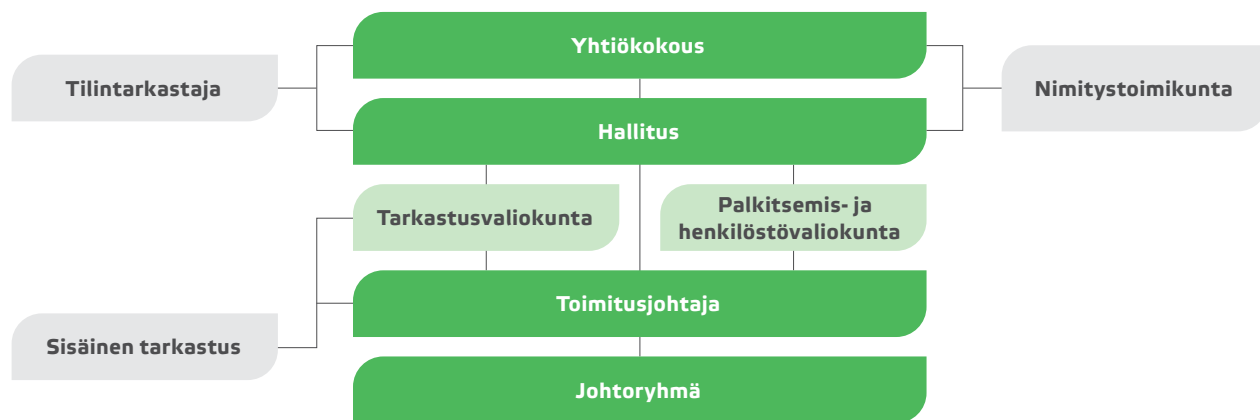 Yhtiökokous
Tilintarkastaja
Nimitystoimikunta
Hallitus
Tarkastusvaliokunta
Palkitsemis- ja
henkilöstövaliokunta
Toimitusjohtaja
Sisäinen tarkastus
Johtoryhmä